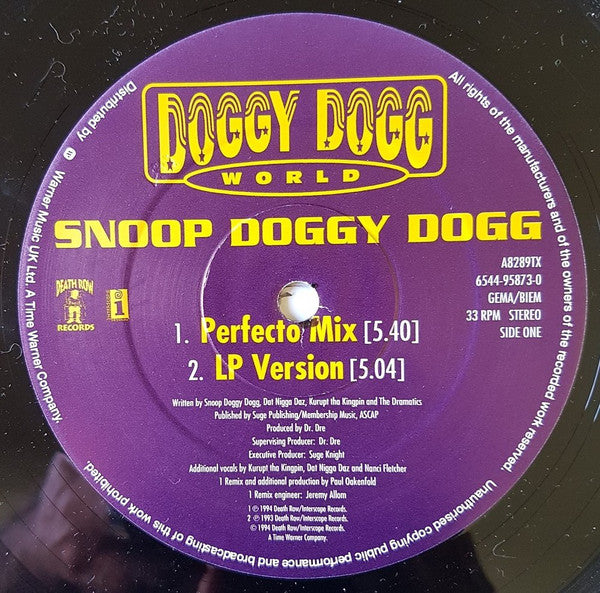 DOGGY DOGG
WORLD
SNOOP DOGGY DOGG
A8289TX
6544-95873-0
GEMA/BIEM
33 RPM STEREO
SIDE ONE
DEATH ROW
RECORDS
i
1. Perfecto Mix [5.40]
2. LP Version [5.04]
Written by Snoop Doggy Dogg, Dat Nigga Daz, Kurupt tha Kingpin and The Dramatics
Published by Suge Publishing/Membership Music, ASCAP
Produced by Dr. Dre
Supervising Producer: Dr. Dre
Executive Producer: Suge Knight
Additional vocals by Kurupt tha Kingpin, Dat Nigga Daz and Nanci Fletcher
1 Remix and additional production by Paul Oakenfold
1 Remix engineer: Jeremy Allom
1 ℗ 1994 Death Row/Interscope Records.
2 ℗ 1993 Death Row/Interscope Records.
© 1994 Death Row/Interscope Records.
A Time Warner Company.
Distributed by Warner Music UK Ltd. A Time Warner Company.
All rights of the manufacturers and of the owners of the recorded work reserved.
Unauthorised copying public performance and broadcasting of this work prohibited.